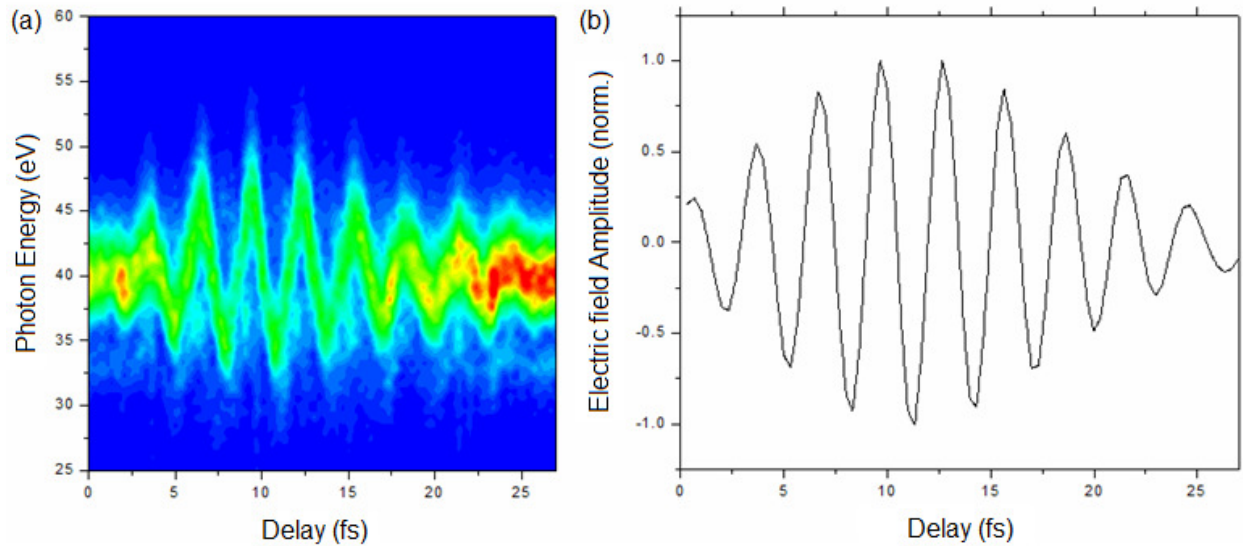 (a)
60
55
50
45
40
35
30
25
Photon Energy (eV)
0 5 10 15 20 25
Delay (fs)
(b)
1.0
0.5
0.0
-0.5
-1.0
Electric field Amplitude (norm.)
0 5 10 15 20 25
Delay (fs)